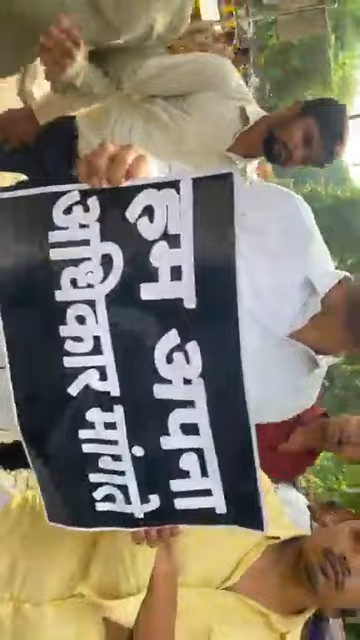 हम अपना
अधिकार मांगते